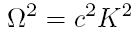 Ω² = c²K²